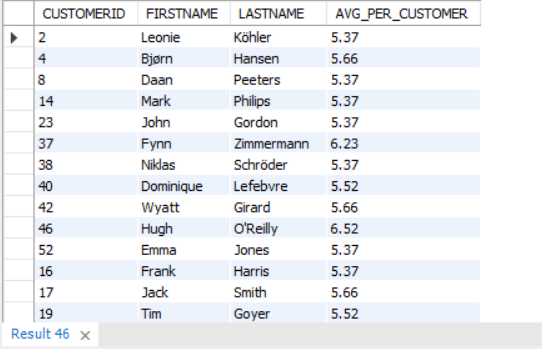 CUSTOMERID FIRSTNAME LASTNAME AVG_PER_CUSTOMER
2 Leonie Köhler 5.37
4 Bjørn Hansen 5.66
8 Daan Peeters 5.37
14 Mark Philips 5.37
23 John Gordon 5.37
37 Fynn Zimmermann 6.23
38 Niklas Schröder 5.37
40 Dominique Lefebvre 5.52
42 Wyatt Girard 5.66
46 Hugh O'Reilly 6.52
52 Emma Jones 5.37
16 Frank Harris 5.37
17 Jack Smith 5.66
19 Tim Goyer 5.52
Result 46